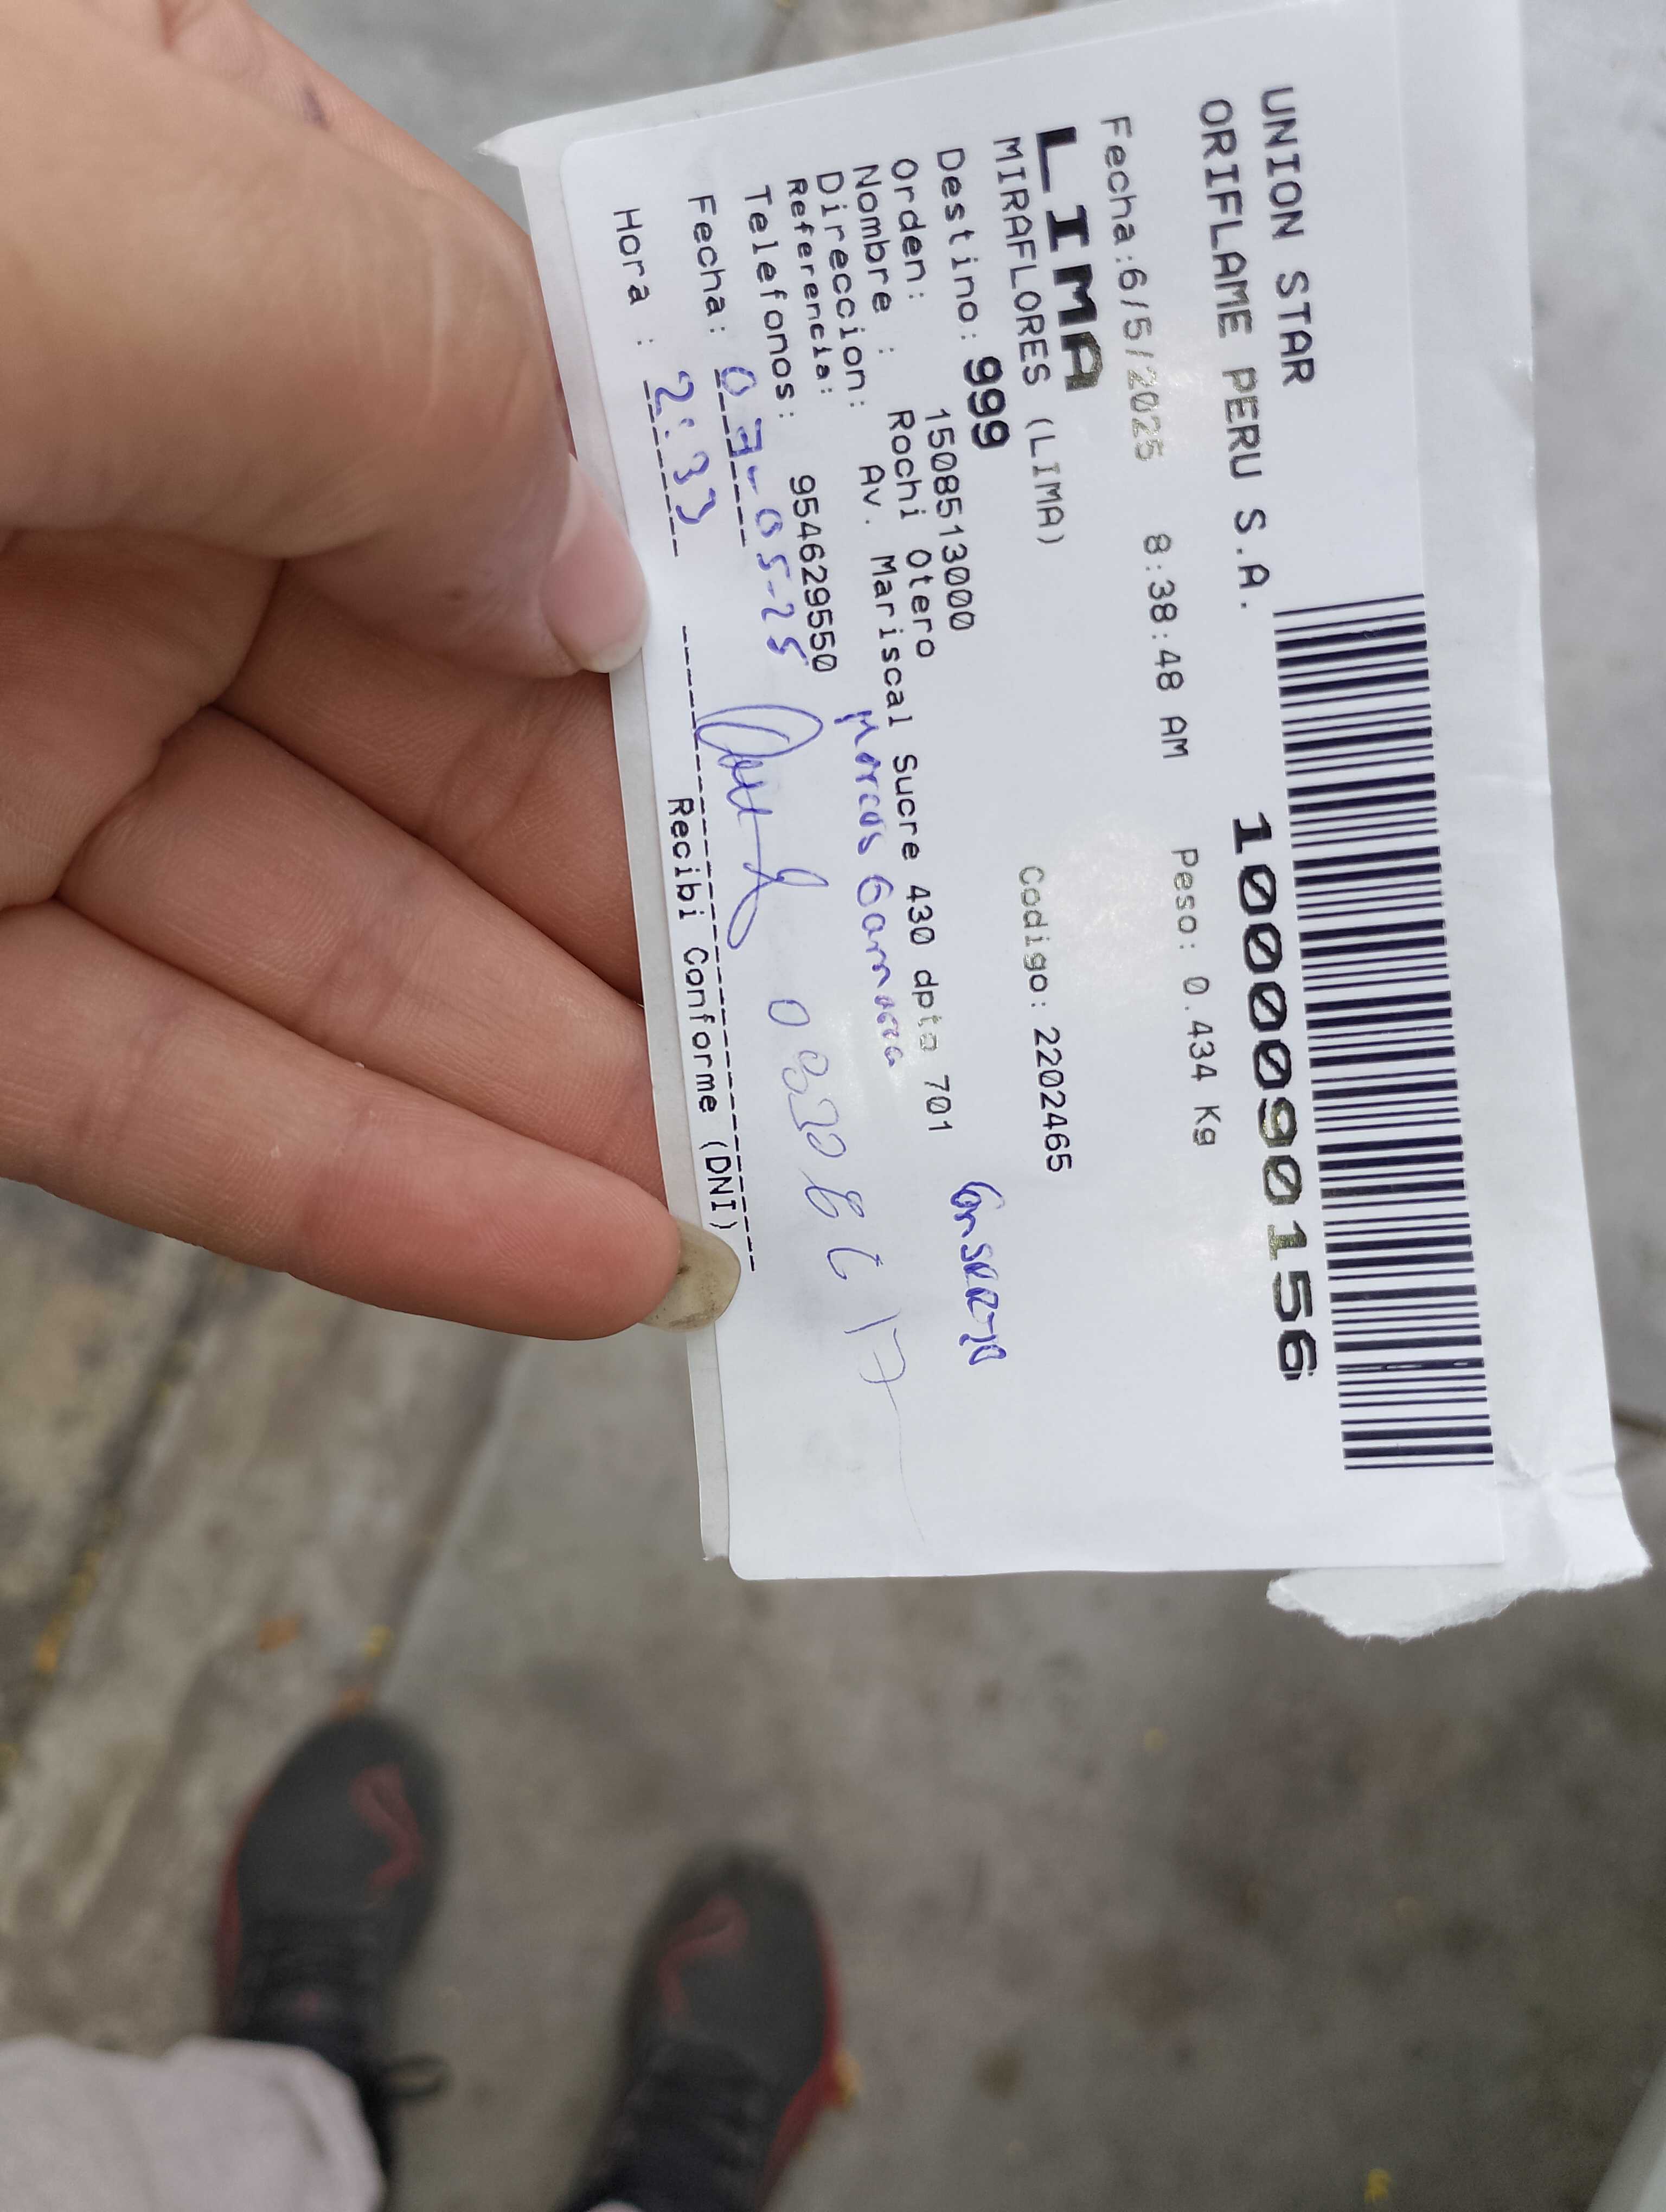 UNION STAR
ORIFLAME PERU S.A.
1000090156
Fecha:6/5/2025 8:38:48 AM Peso: 0.434 Kg
LIMA
MIRAFLORES (LIMA) Codigo: 2202465
Destino: 999
Orden: 1508513000
Nombre : Rochi Otero
Direccion: Av. Mariscal Sucre 430 dpto 701
Referencia:
Telefonos: 954629550
Marcos
Fecha: 07-05-25
Hora : 2:33
Recibi Conforme (DNI)